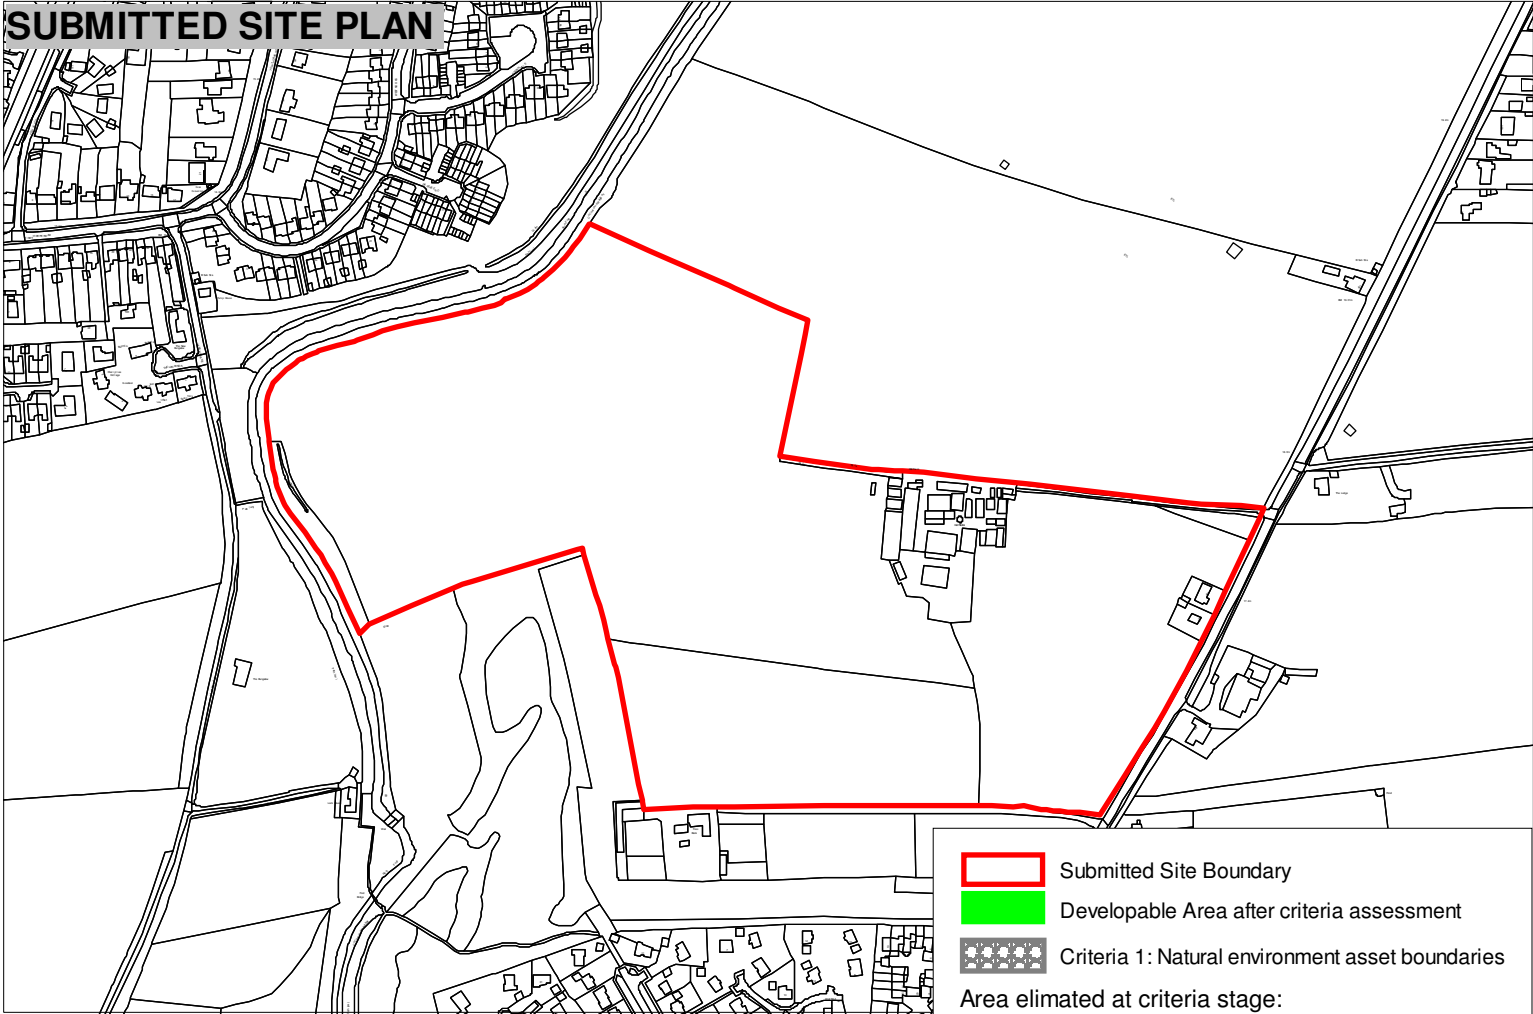 SUBMITTED SITE PLAN
Submitted Site Boundary
Developable Area after criteria assessment
Criteria 1: Natural environment asset boundaries
Area elimated at criteria stage: